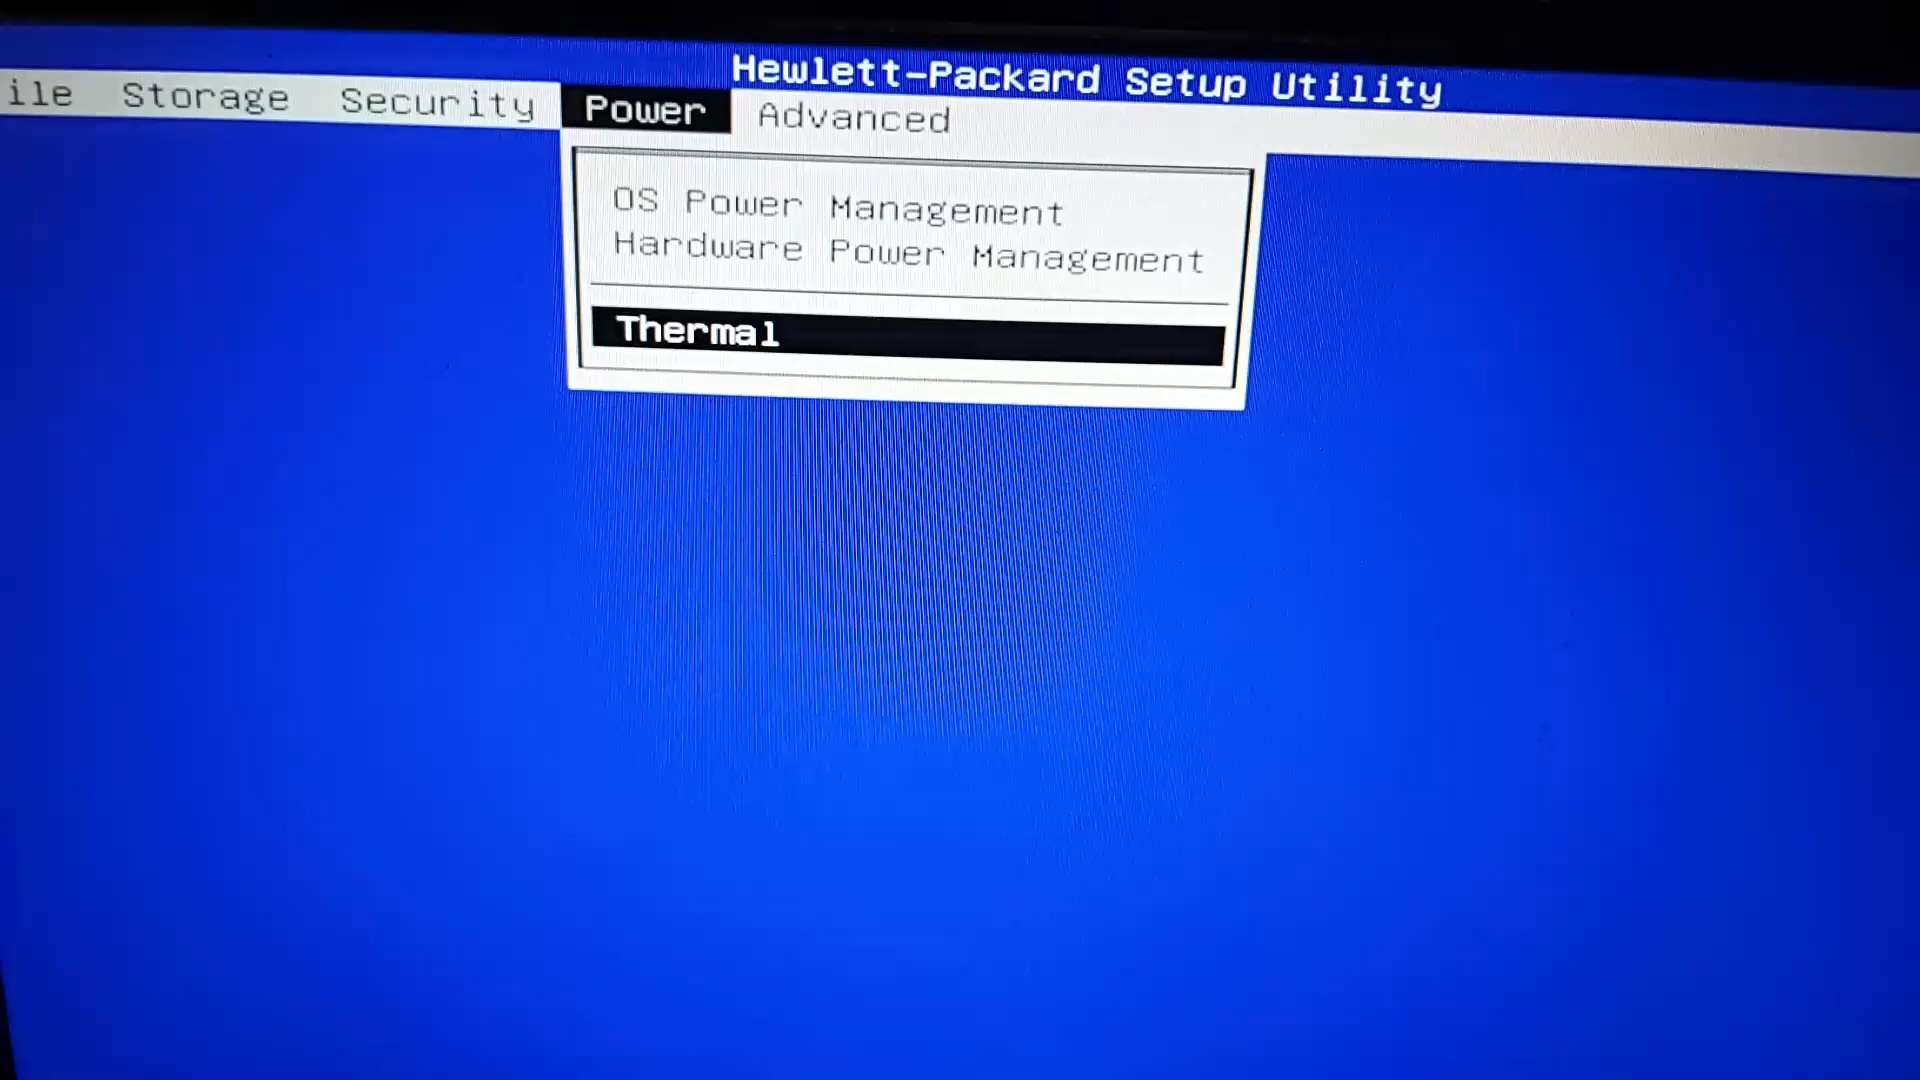 Hewlett-Packard Setup Utility
ile Storage Security Power Advanced
OS Power Management
Hardware Power Management
Thermal